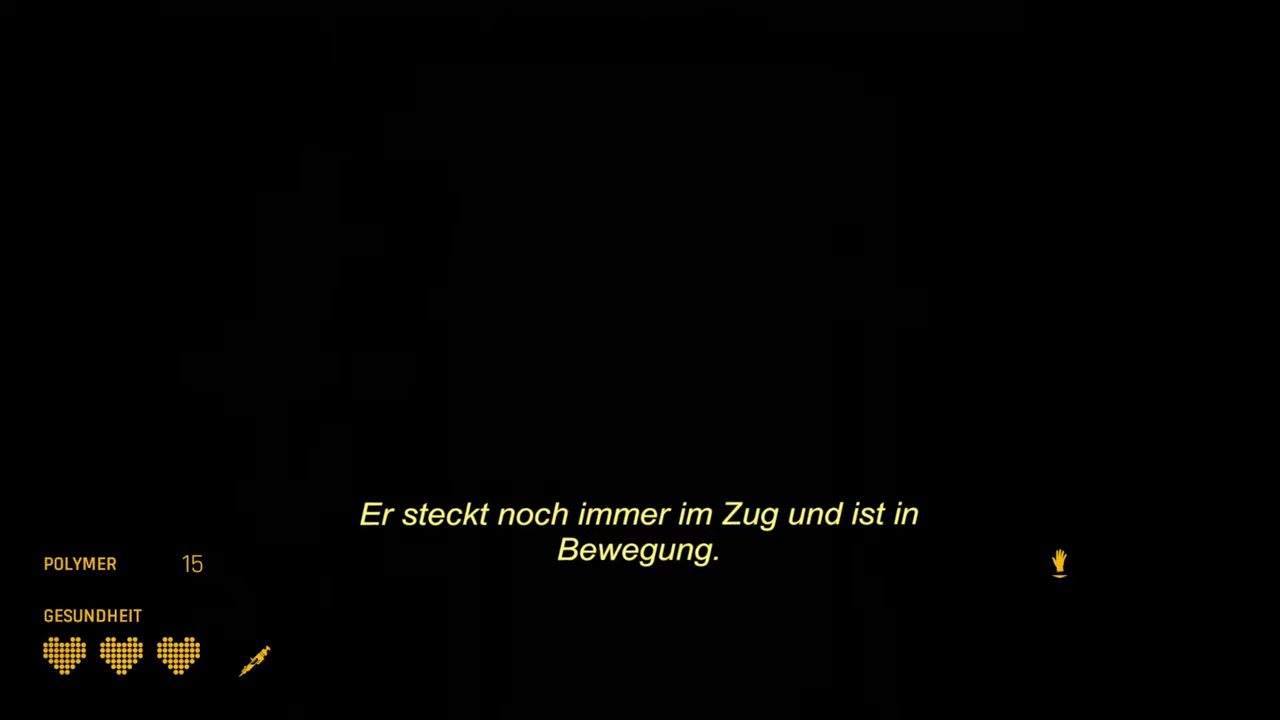 Er steckt noch immer im Zug und ist in
Bewegung.
POLYMER 15
GESUNDHEIT